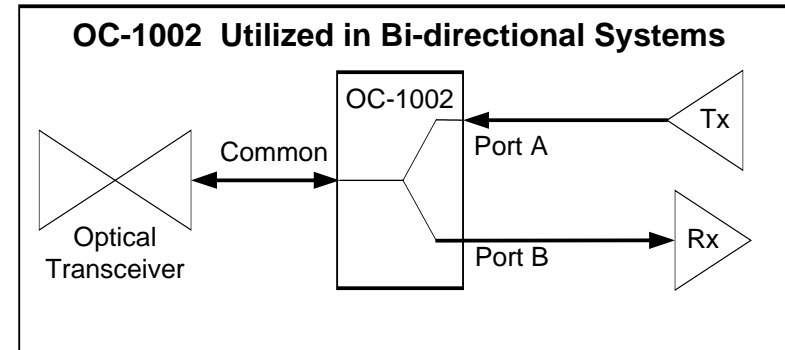 OC-1002 Utilized in Bi-directional Systems
OC-1002
Tx
Common
Port A
Optical
Transceiver
Rx
Port B